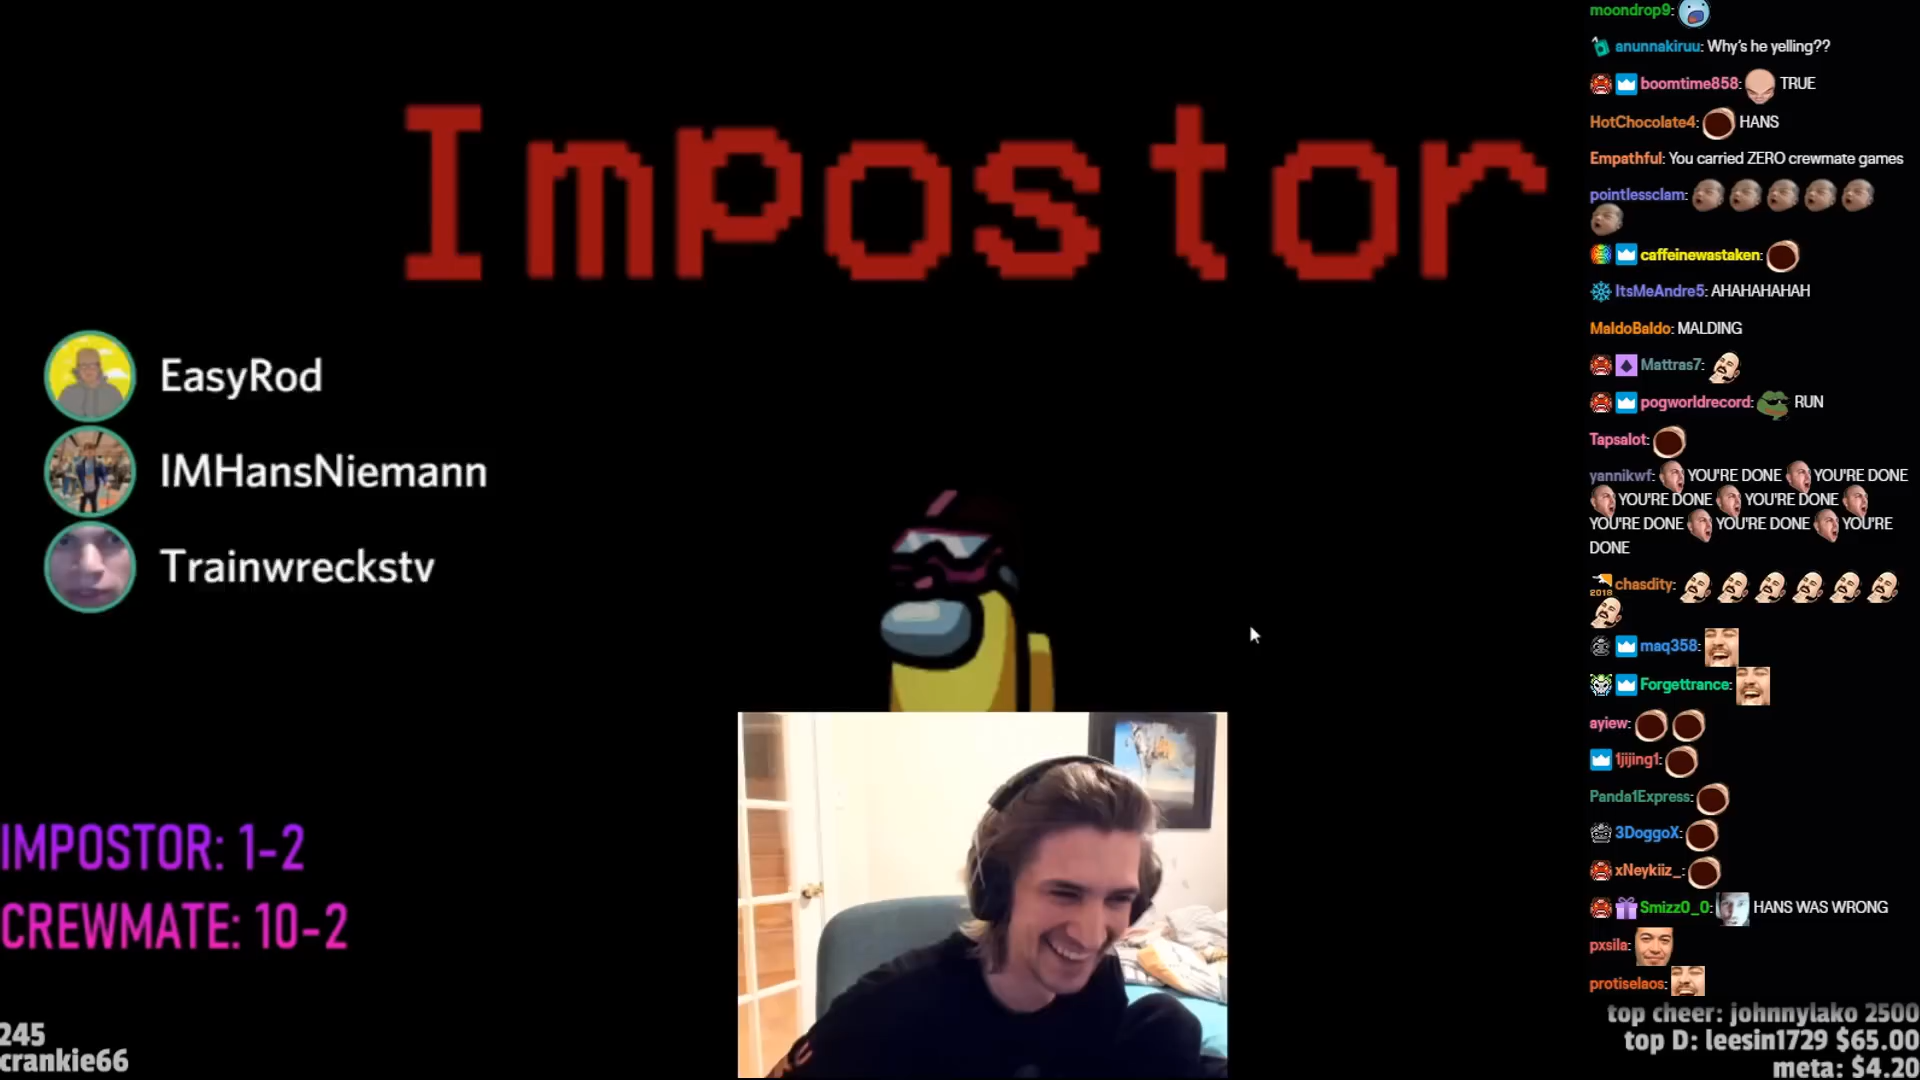 Impostor
EasyRod
IMHansNiemann
Trainwreckstv
IMPOSTOR: 1-2
CREWMATE: 10-2
245
crankie66
moondrop9:
anunnakiruu: Why's he yelling??
boomtime858: TRUE
HotChocolate4: HANS
Empathful: You carried ZERO crewmate games
pointlessclam:
caffeinewastaken:
ItsMeAndre5: AHAHAHAHAH
MaldoBaldo: MALDING
Mattras7:
pogworldrecord: RUN
Tapsalot:
yannikwf: YOU'RE DONE YOU'RE DONE
YOU'RE DONE YOU'RE DONE
YOU'RE DONE YOU'RE DONE YOU'RE
DONE
2018 chasdity:
maq358:
Forgettrance:
ayiew:
1jijing1:
Panda1Express:
3DoggoX:
xNeykiiz_:
Smizz0_0: HANS WAS WRONG
pxsila:
protiselaos:
top cheer: johnnylako 2500
top D: leesin1729 $65.00
meta: $4.20